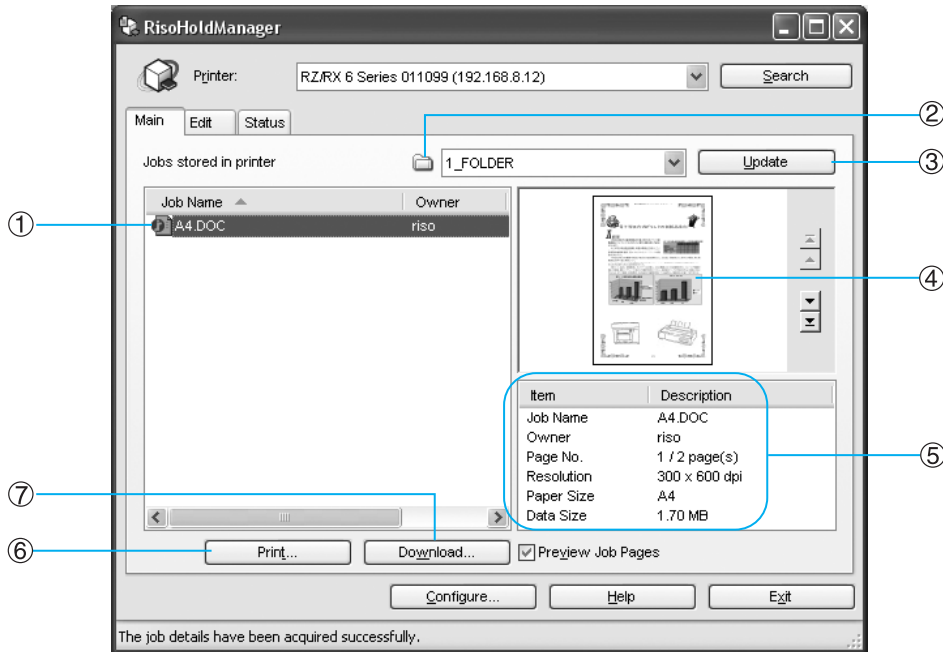 RisoHoldManager
Printer: RZ/RX 6 Series 011099 (192.168.8.12) Search
Main Edit Status
②
Jobs stored in printer 1_FOLDER Update ③
Job Name Owner
① A4.DOC riso
④
Item Description
Job Name A4.DOC
Owner riso
Page No. 1 / 2 page(s) ⑤
Resolution 300 x 600 dpi
Paper Size A4
⑦ Data Size 1.70 MB
⑥ Print... Download... Preview Job Pages
Configure... Help Exit
The job details have been acquired successfully.